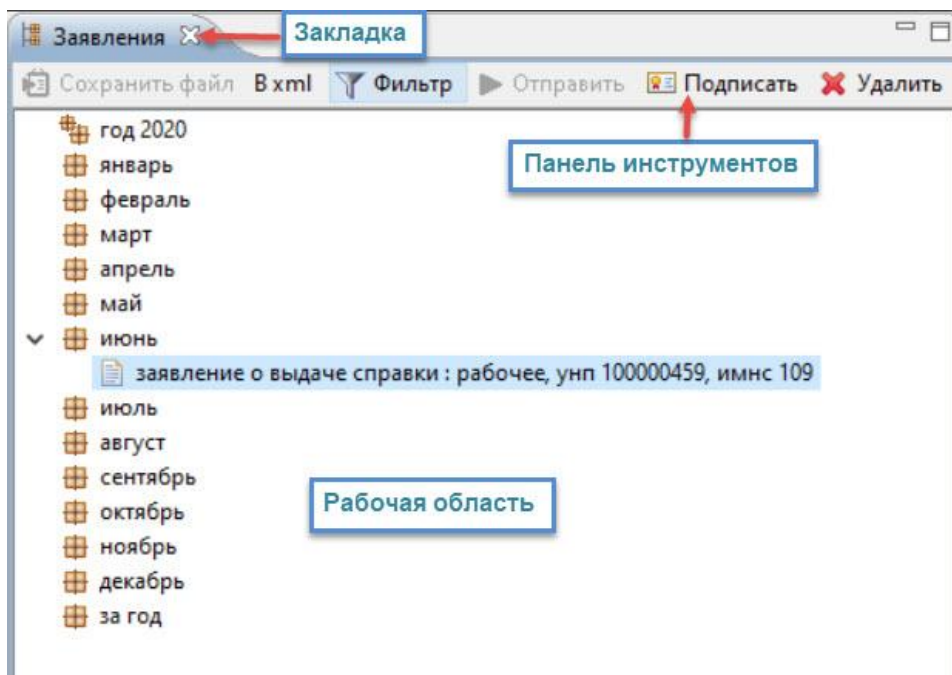 Заявления
Закладка
Сохранить файл В xml Фильтр Отправить Подписать Удалить
год 2020
январь
Панель инструментов
февраль
март
апрель
май
июнь
заявление о выдаче справки : рабочее, унп 100000459, имнс 109
июль
август
сентябрь
Рабочая область
октябрь
ноябрь
декабрь
за год